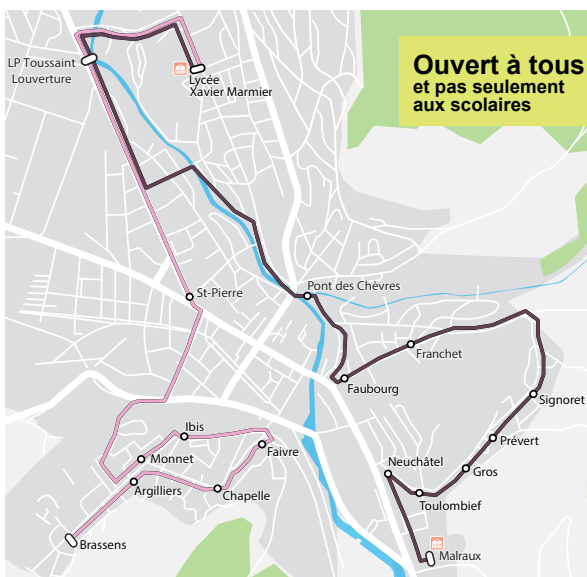 Ouvert à tous
et pas seulement
aux scolaires
LP Toussaint
Louverture
Lycée
Xavier Marmier
St-Pierre
Pont des Chèvres
Franchet
Faubourg
Signoret
Ibis
Prévert
Monnet
Faivre
Neuchâtel
Gros
Argilliers
Chapelle
Toulombief
Brassens
Malraux